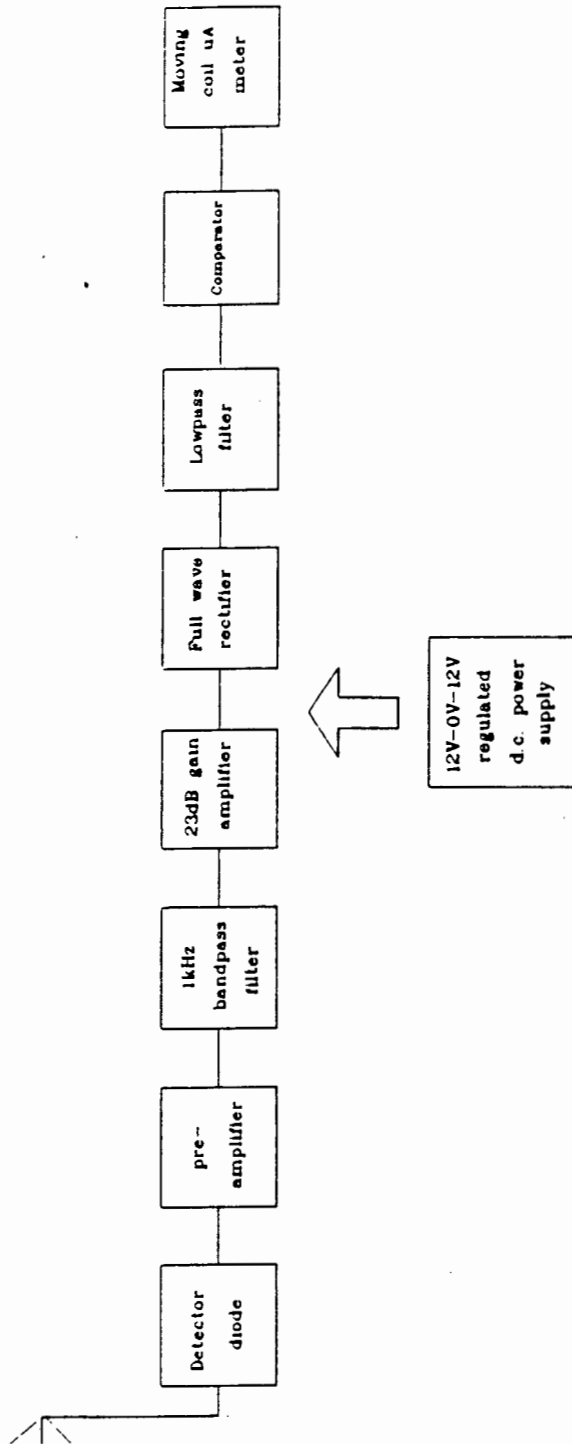 Detector
diode
pre-
amplifier
1kHz
bandpass
filter
23dB gain
amplifier
Full wave
rectifier
Lowpass
filter
Comparator
Moving
coil uA
meter
12V-0V-12V
regulated
d.c. power
supply